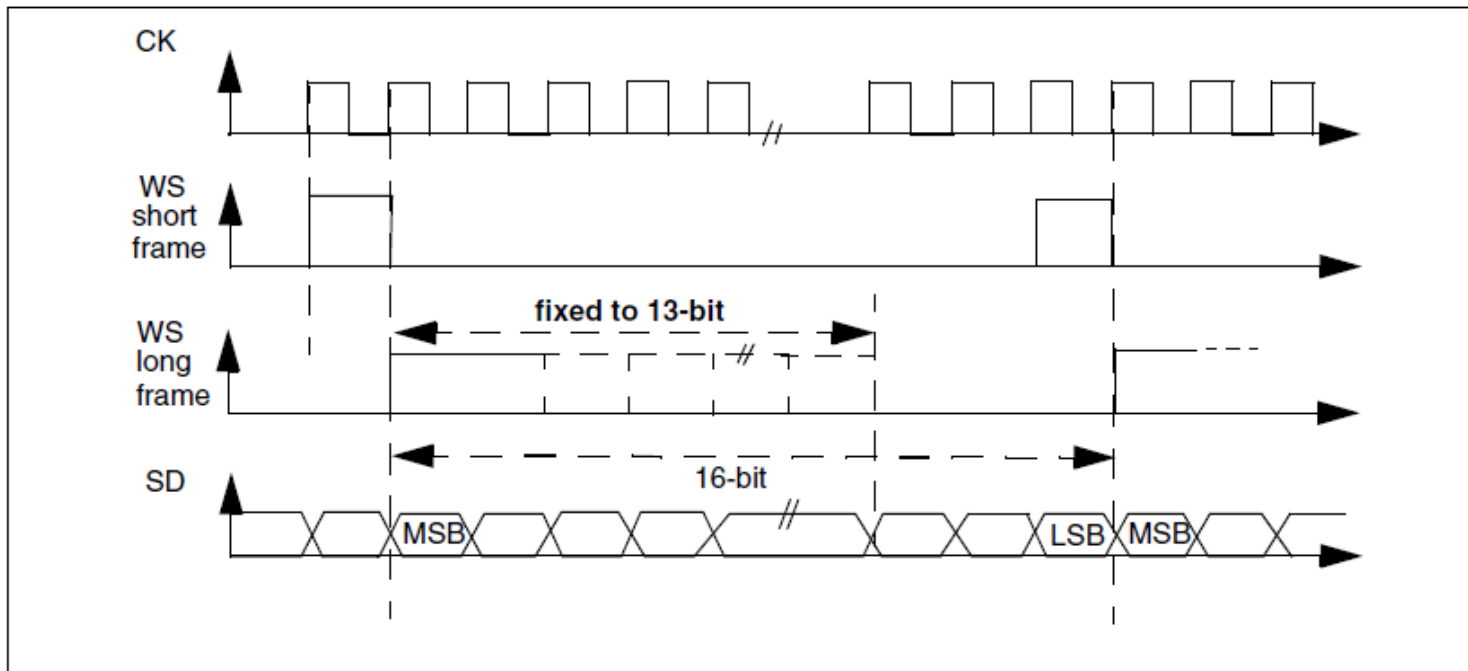 CK
WS
short
frame
fixed to 13-bit
WS
long
frame
16-bit
SD
MSB
LSB
MSB